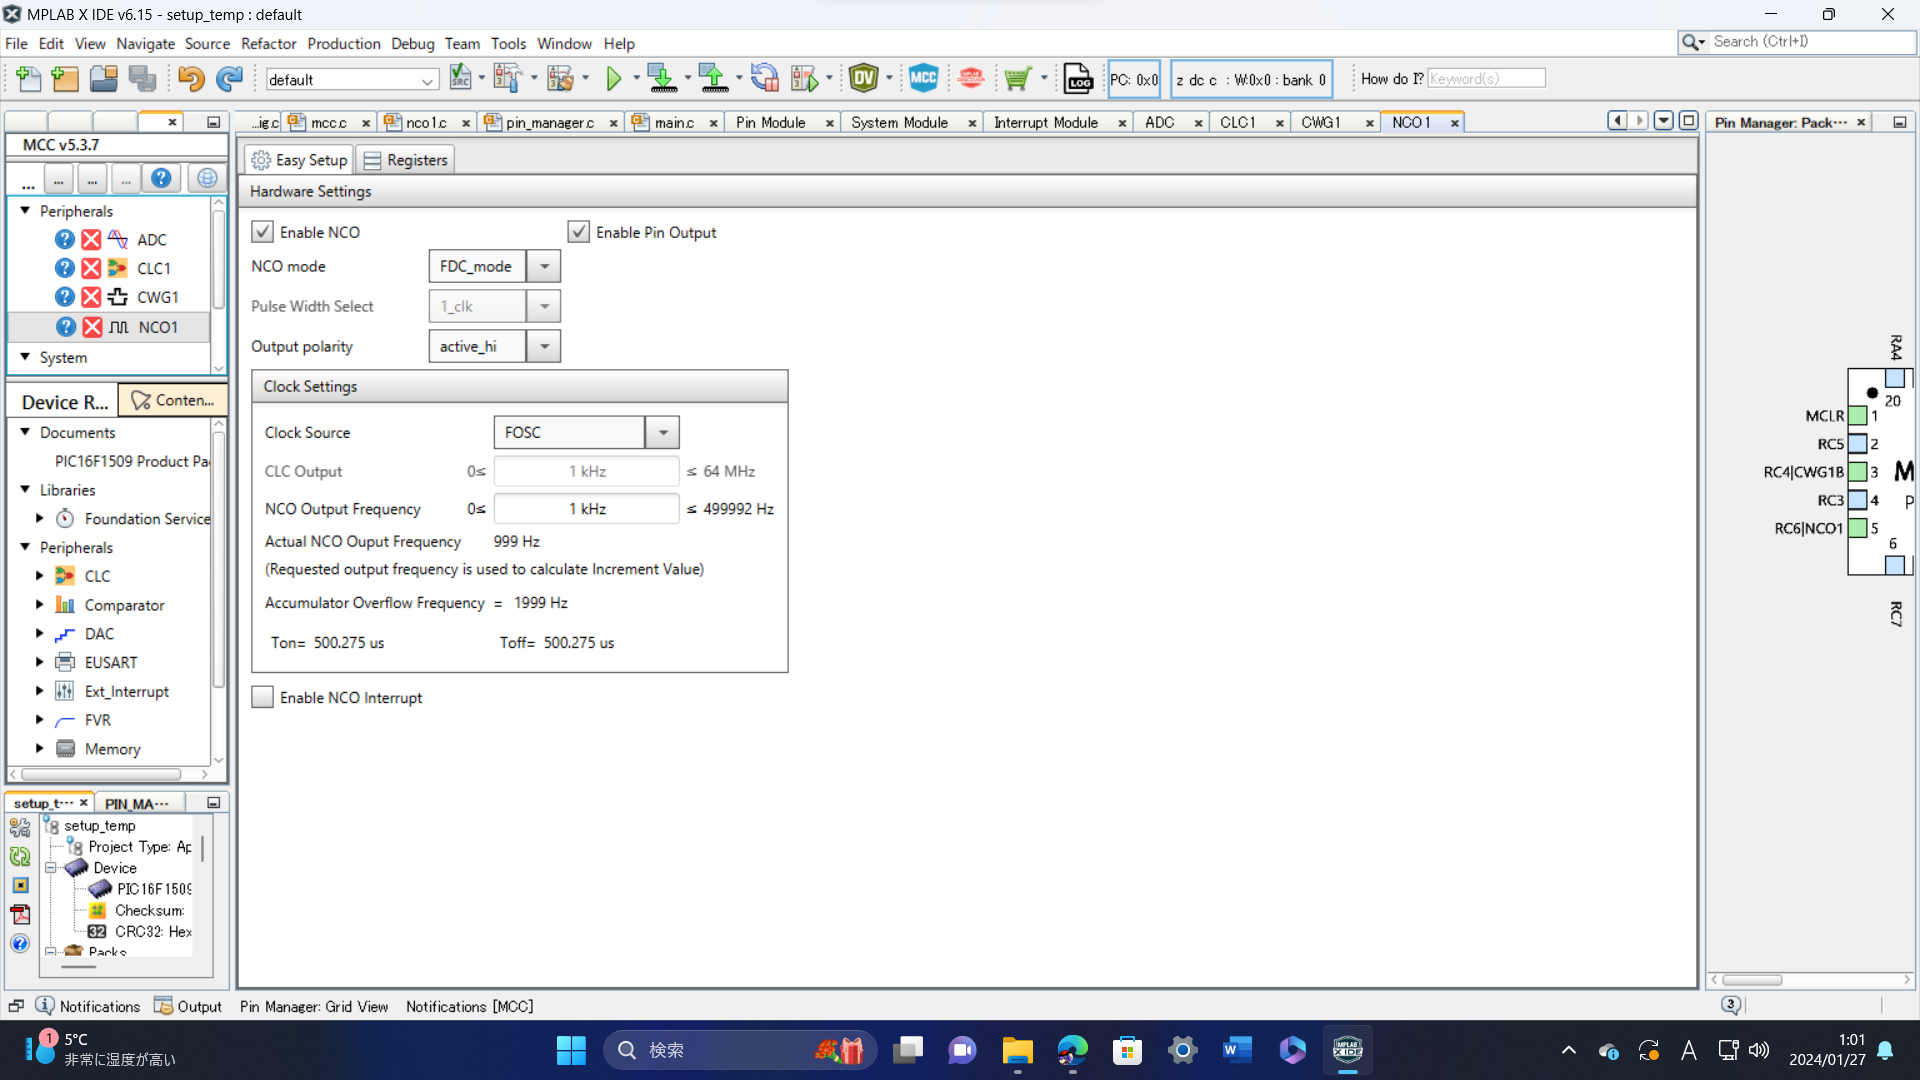 MPLAB X IDE v6.15 - setup_temp : default
File Edit View Navigate Source Refactor Production Debug Team Tools Window Help
Search (Ctrl+I)
default
PC: 0x0
z dc c : W:0x0 : bank 0
How do I?
Keyword(s)
...ig.c mcc.c nco1.c pin_manager.c main.c Pin Module System Module Interrupt Module ADC CLC1 CWG1 NCO1
Pin Manager: Pack...
MCC v5.3.7
... ... ... ...
Easy Setup
Registers
Hardware Settings
Peripherals
ADC
CLC1
CWG1
NCO1
System
Enable NCO
Enable Pin Output
NCO mode
FDC_mode
Pulse Width Select
1_clk
Output polarity
active_hi
Clock Settings
Clock Source
FOSC
CLC Output
0≤
1 kHz
≤ 64 MHz
NCO Output Frequency
0≤
1 kHz
≤ 499992 Hz
Actual NCO Ouput Frequency
999 Hz
(Requested output frequency is used to calculate Increment Value)
Accumulator Overflow Frequency = 1999 Hz
Ton= 500.275 us
Toff= 500.275 us
Enable NCO Interrupt
Device R...
Conten...
Documents
PIC16F1509 Product Pa
Libraries
Foundation Service
Peripherals
CLC
Comparator
DAC
EUSART
Ext_Interrupt
FVR
Memory
setup_t...
PIN_MA...
setup_temp
Project Type: Ap
Device
PIC16F1509
Checksum:
CRC32: Hex
Packs
RA4
20
MCLR 1
RC5 2
RC4|CWG1B 3
M
RC3 4
P
RC6|NCO1 5
6
RC7
Notifications
Output
Pin Manager: Grid View
Notifications [MCC]
3
1
5°C
非常に湿度が高い
検索
A
1:01
2024/01/27